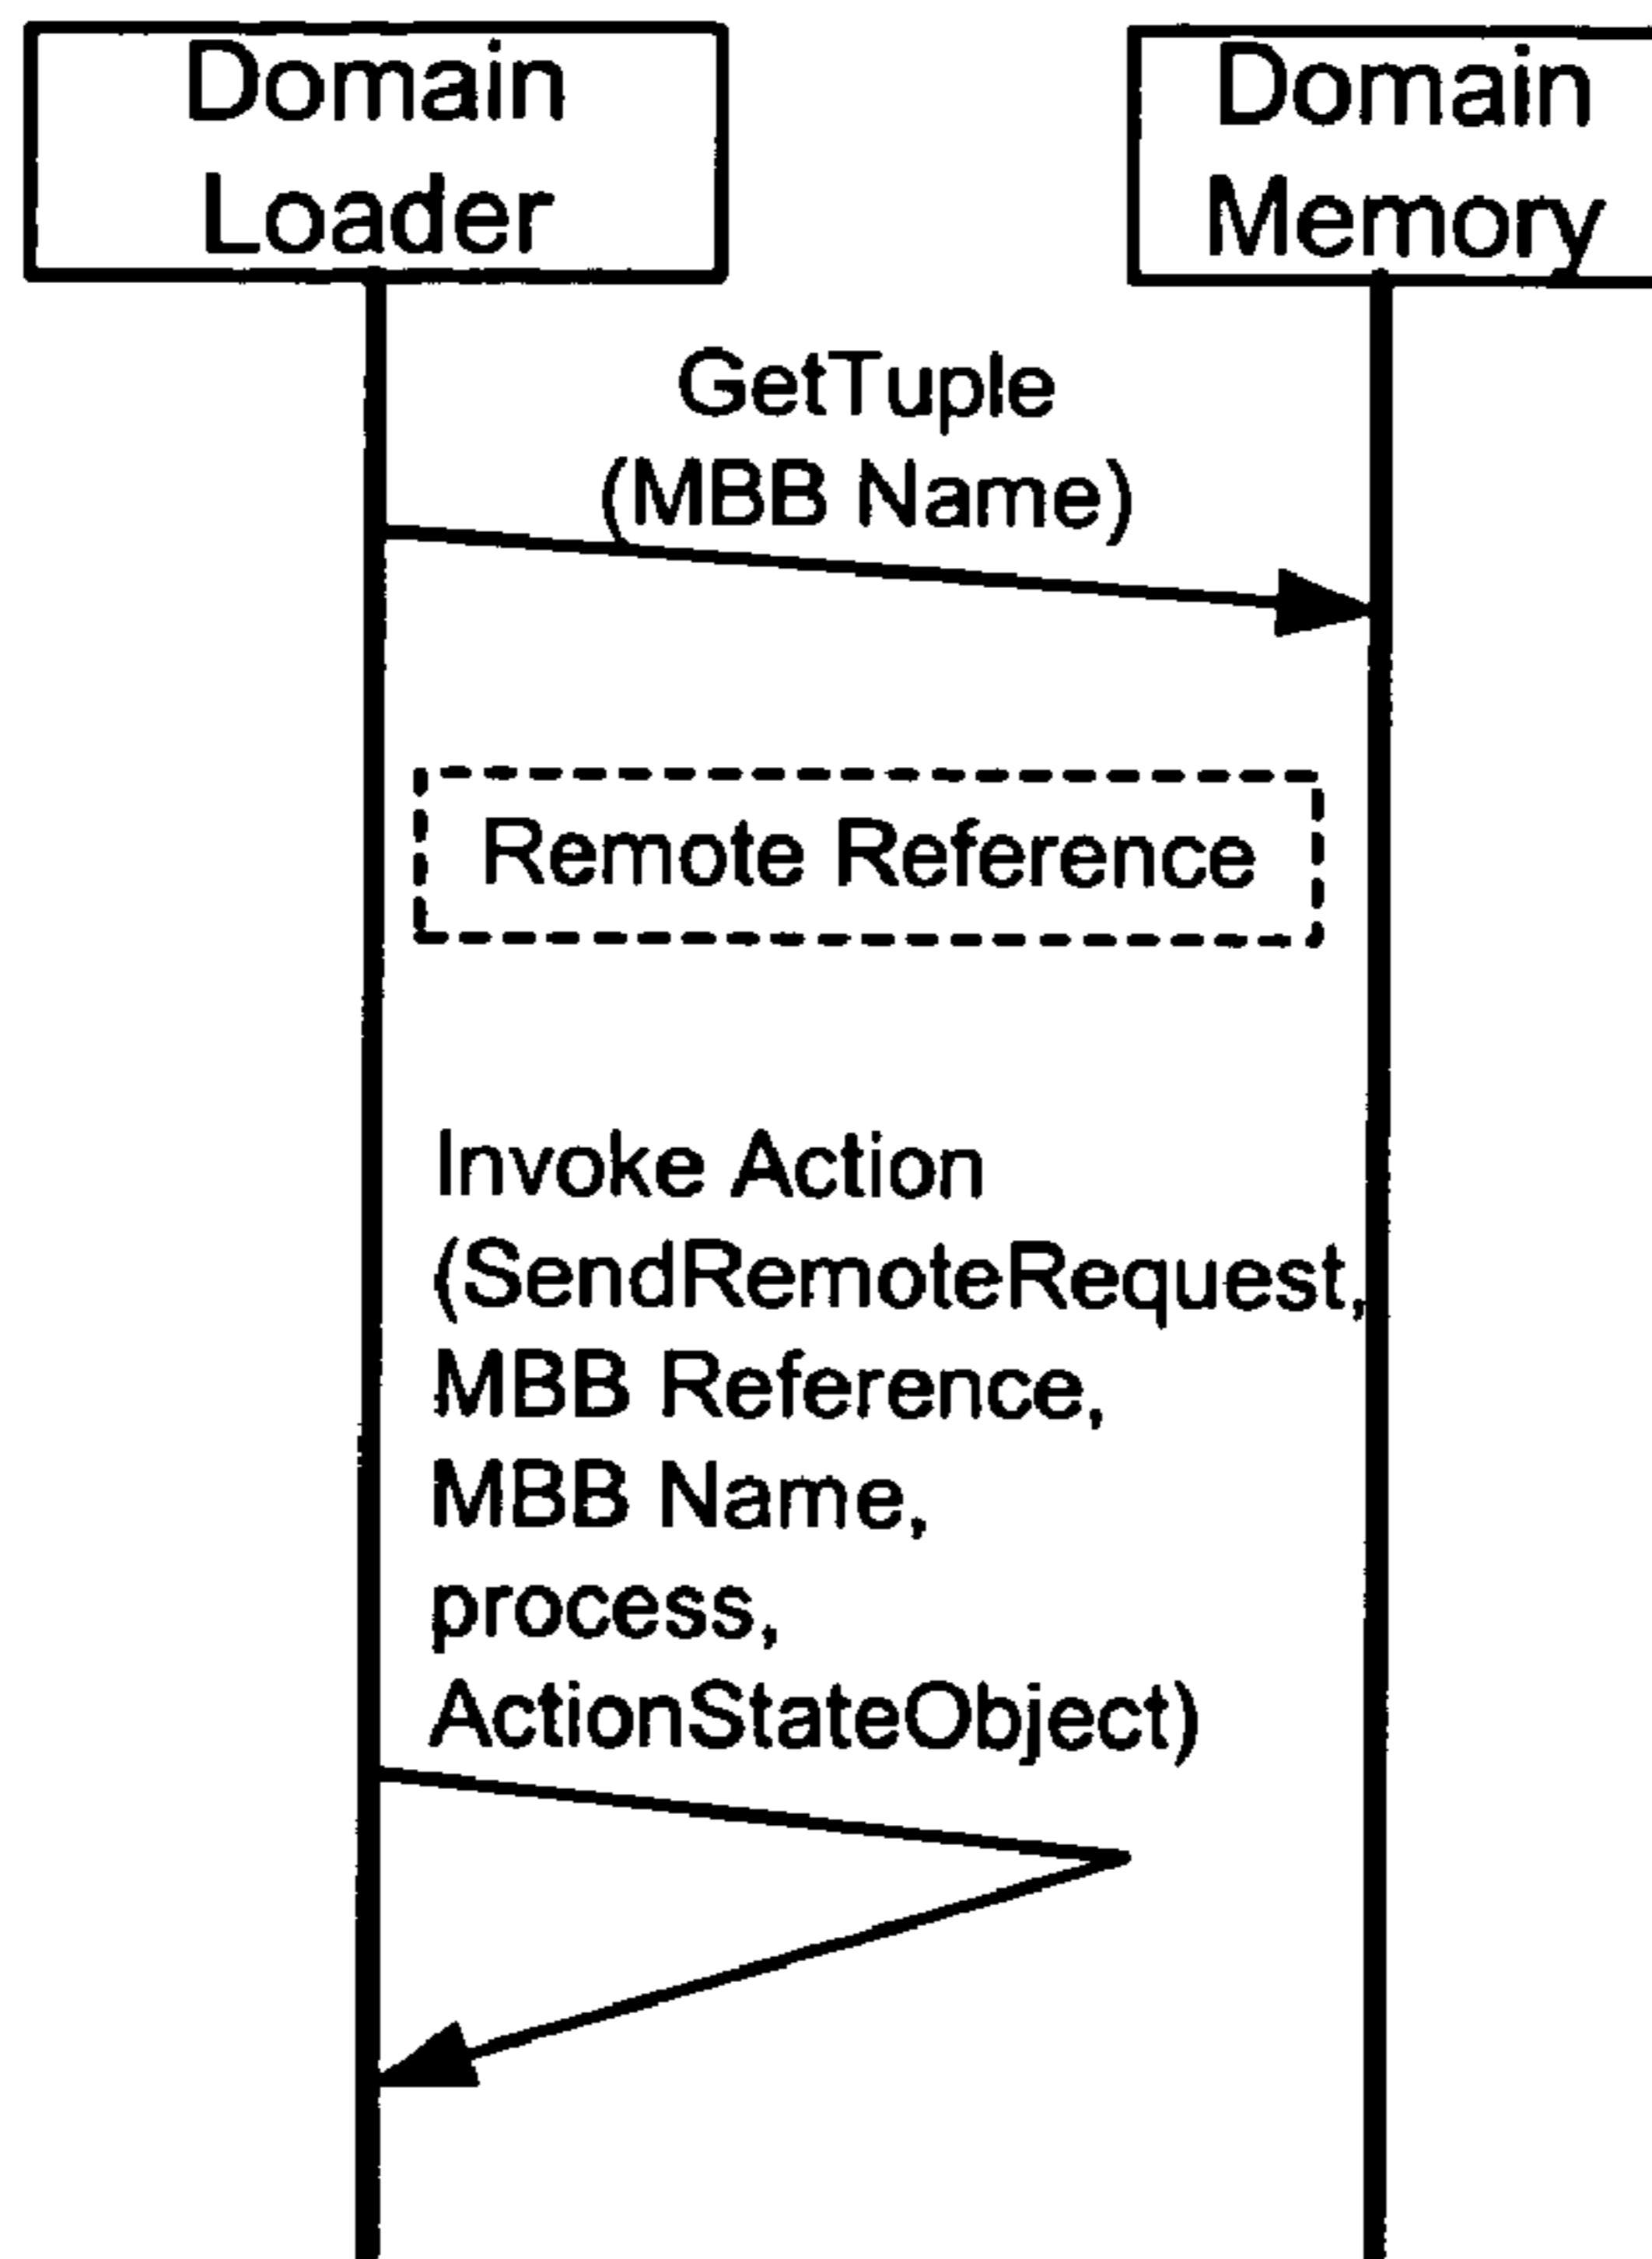 Domain
Loader
Domain
Memory
GetTuple
(MBB Name)
Remote Reference
Invoke Action
(SendRemoteRequest,
MBB Reference,
MBB Name,
process,
ActionStateObject)